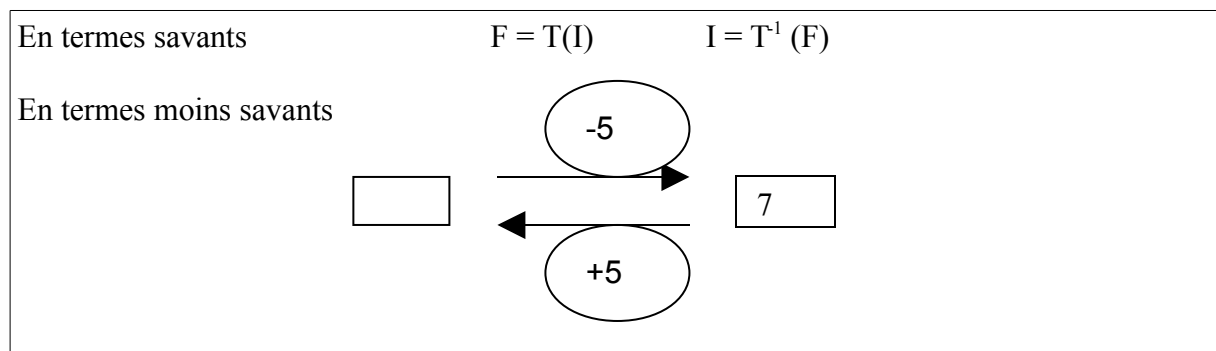 En termes savants F = T(I) I = T⁻¹ (F)
En termes moins savants
-5
7
+5